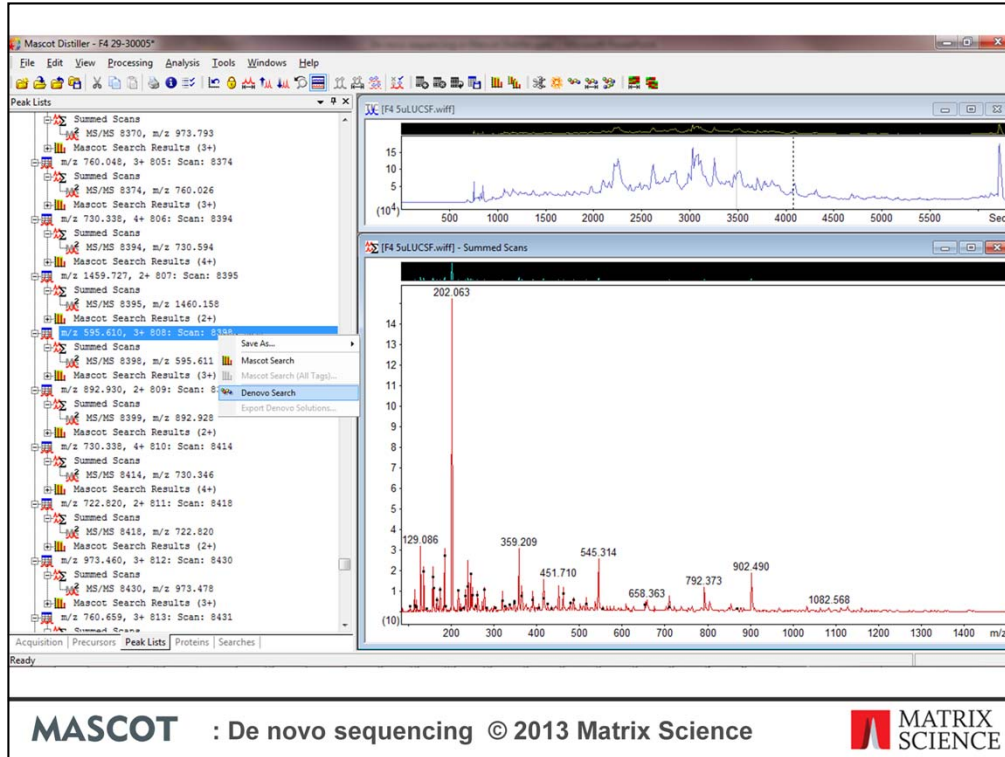 Mascot Distiller - F4 29-30005*
File Edit View Processing Analysis Tools Windows Help
Peak Lists
Summed Scans
MS/MS 8370, m/z 973.793
Mascot Search Results (3+)
m/z 760.048, 3+ 805: Scan: 8374
Summed Scans
MS/MS 8374, m/z 760.026
Mascot Search Results (3+)
m/z 730.338, 4+ 806: Scan: 8394
Summed Scans
MS/MS 8394, m/z 730.594
Mascot Search Results (4+)
m/z 1459.727, 2+ 807: Scan: 8395
Summed Scans
MS/MS 8395, m/z 1460.158
Mascot Search Results (2+)
m/z 595.610, 3+ 808: Scan: 8398
Summed Scans
MS/MS 8398, m/z 595.611
Mascot Search Results (3+)
m/z 892.930, 2+ 809:
Summed Scans
MS/MS 8399, m/z 892.928
Mascot Search Results (2+)
m/z 730.338, 4+ 810: Scan: 8414
Summed Scans
MS/MS 8414, m/z 730.346
Mascot Search Results (4+)
m/z 722.820, 2+ 811: Scan: 8418
Summed Scans
MS/MS 8418, m/z 722.820
Mascot Search Results (2+)
m/z 973.460, 3+ 812: Scan: 8430
Summed Scans
MS/MS 8430, m/z 973.478
Mascot Search Results (3+)
m/z 760.659, 3+ 813: Scan: 8431
Summed Scans
Acquisition Precursors Peak Lists Proteins Searches
Ready
Save As...
Mascot Search
Mascot Search (All Tags)...
Denovo Search
Export Denovo Solutions...
[F4 5uLUCSF.wiff]
15
10
5
(10⁴)
500 1000 1500 2000 2500 3000 3500 4000 4500 5000 5500 Sec
[F4 5uLUCSF.wiff] - Summed Scans
202.063
14
13
12
11
10
9
8
7
6
5
4
3
2
1
(10)
129.086
359.209
451.710
545.314
658.363
792.373
902.490
1082.568
200 300 400 500 600 700 800 900 1000 1100 1200 1300 1400 m/z
MASCOT : De novo sequencing © 2013 Matrix Science
MATRIX
SCIENCE